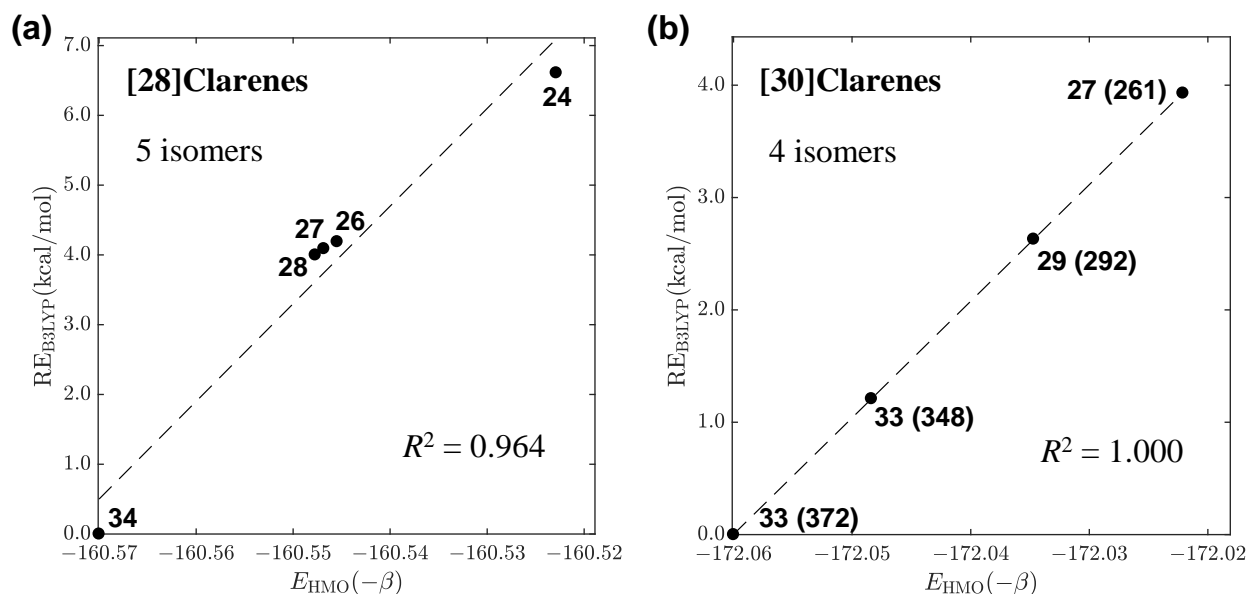 (a)
[28]Clarenes
5 isomers
24
26
27
28
34
R² = 0.964
RE_B3LYP(kcal/mol)
7.0
6.0
5.0
4.0
3.0
2.0
1.0
0.0
−160.57 −160.56 −160.55 −160.54 −160.53 −160.52
E_HMO(−β)
(b)
[30]Clarenes
4 isomers
27 (261)
29 (292)
33 (348)
33 (372)
R² = 1.000
RE_B3LYP(kcal/mol)
4.0
3.0
2.0
1.0
0.0
−172.06 −172.05 −172.04 −172.03 −172.02
E_HMO(−β)